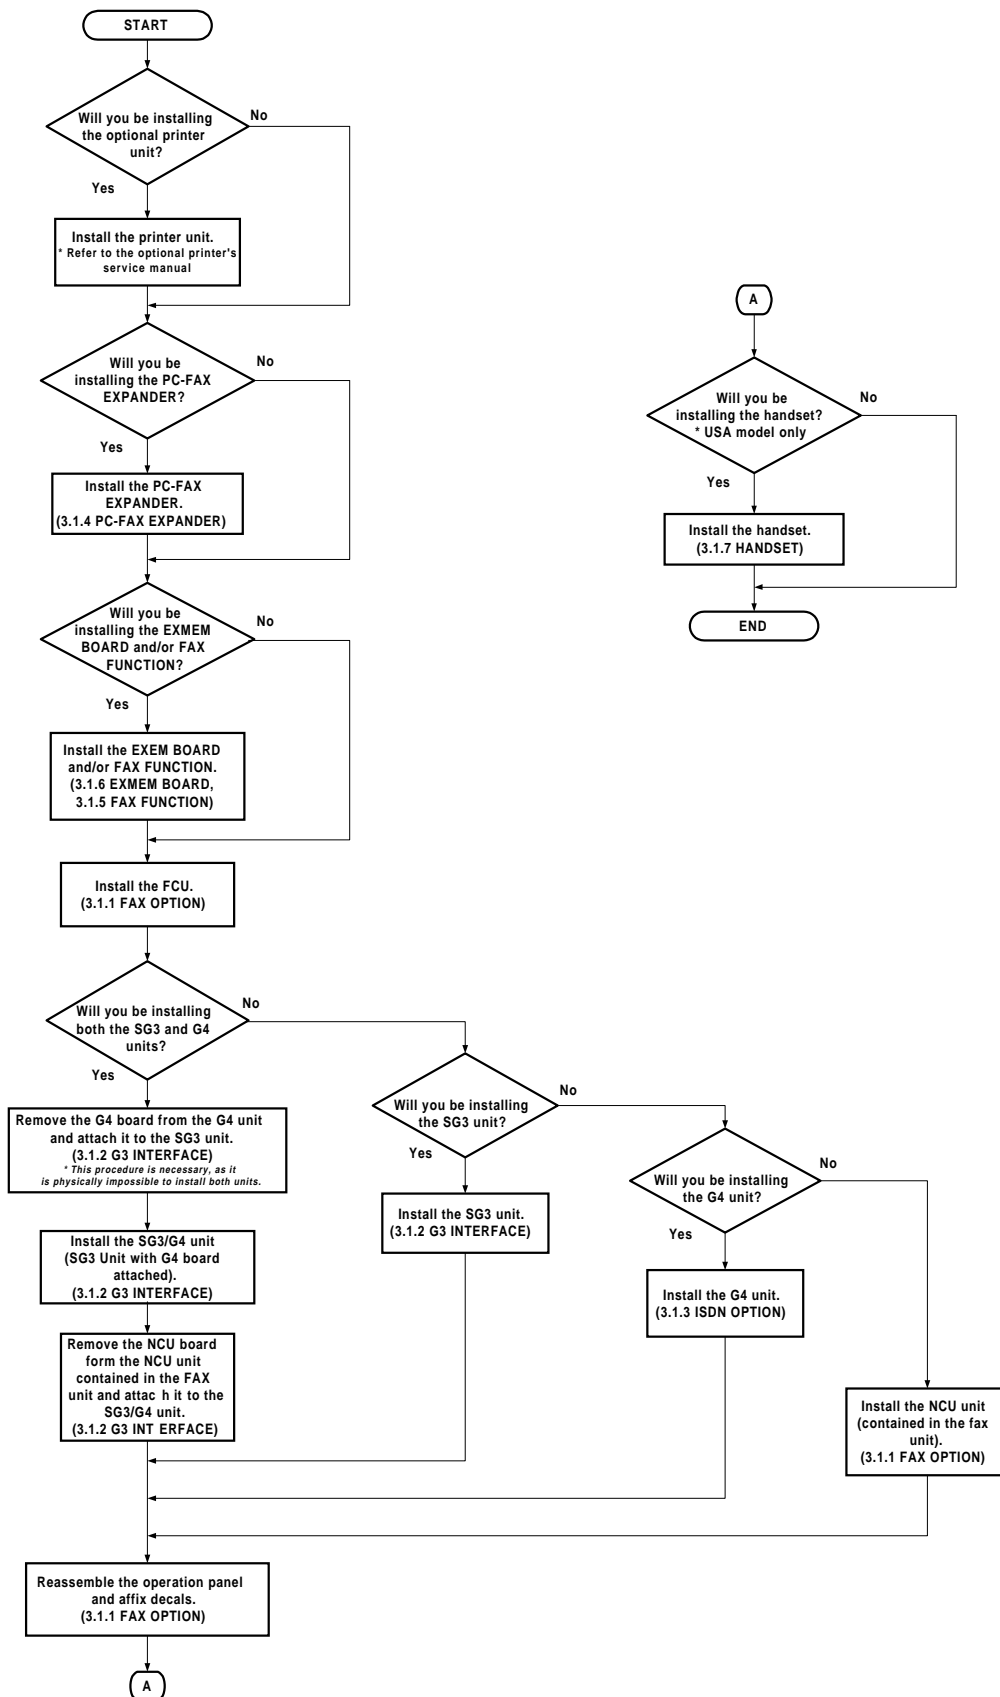 START
Will you be installing
the optional printer
unit?
No
Yes
Install the printer unit.
* Refer to the optional printer's
service manual
Will you be
installing the PC-FAX
EXPANDER?
No
Yes
Install the PC-FAX
EXPANDER.
(3.1.4 PC-FAX EXPANDER)
Will you be
installing the EXMEM
BOARD and/or FAX
FUNCTION?
No
Yes
Install the EXEM BOARD
and/or FAX FUNCTION.
(3.1.6 EXMEM BOARD,
3.1.5 FAX FUNCTION)
Install the FCU.
(3.1.1 FAX OPTION)
Will you be installing
both the SG3 and G4
units?
No
Yes
Remove the G4 board from the G4 unit
and attach it to the SG3 unit.
(3.1.2 G3 INTERFACE)
* This procedure is necessary, as it
is physically impossible to install both units.
Install the SG3/G4 unit
(SG3 Unit with G4 board
attached).
(3.1.2 G3 INTERFACE)
Remove the NCU board
form the NCU unit
contained in the FAX
unit and attac h it to the
SG3/G4 unit.
(3.1.2 G3 INT ERFACE)
Will you be installing
the SG3 unit?
No
Yes
Install the SG3 unit.
(3.1.2 G3 INTERFACE)
Will you be installing
the G4 unit?
No
Yes
Install the G4 unit.
(3.1.3 ISDN OPTION)
Install the NCU unit
(contained in the fax
unit).
(3.1.1 FAX OPTION)
Reassemble the operation panel
and affix decals.
(3.1.1 FAX OPTION)
A
A
Will you be
installing the handset?
* USA model only
No
Yes
Install the handset.
(3.1.7 HANDSET)
END